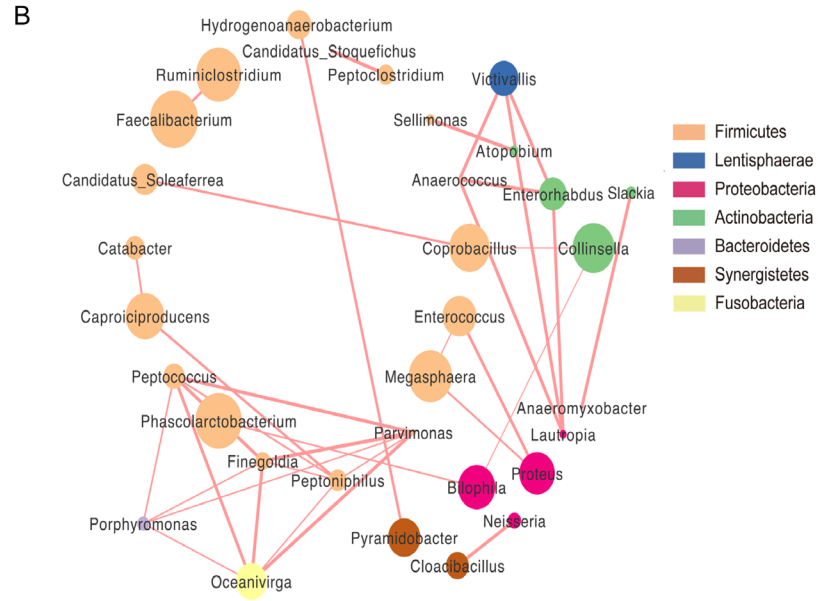 B
Hydrogenoanaerobacterium
Candidatus_Stoquefichus
Ruminiclostridium
Peptoclostridium
Victivallis
Faecalibacterium
Sellimonas
Atopobium
Candidatus_Soleaferrea
Anaerococcus
Enterorhabdus
Slackia
Catabacter
Coprobacillus
Collinsella
Caproiciproducens
Enterococcus
Peptococcus
Megasphaera
Phascolarctobacterium
Anaeromyxobacter
Parvimonas
Lautropia
Finegoldia
Peptoniphilus
Bilophila
Proteus
Porphyromonas
Neisseria
Pyramidobacter
Cloacibacillus
Oceanivirga
Firmicutes
Lentisphaerae
Proteobacteria
Actinobacteria
Bacteroidetes
Synergistetes
Fusobacteria